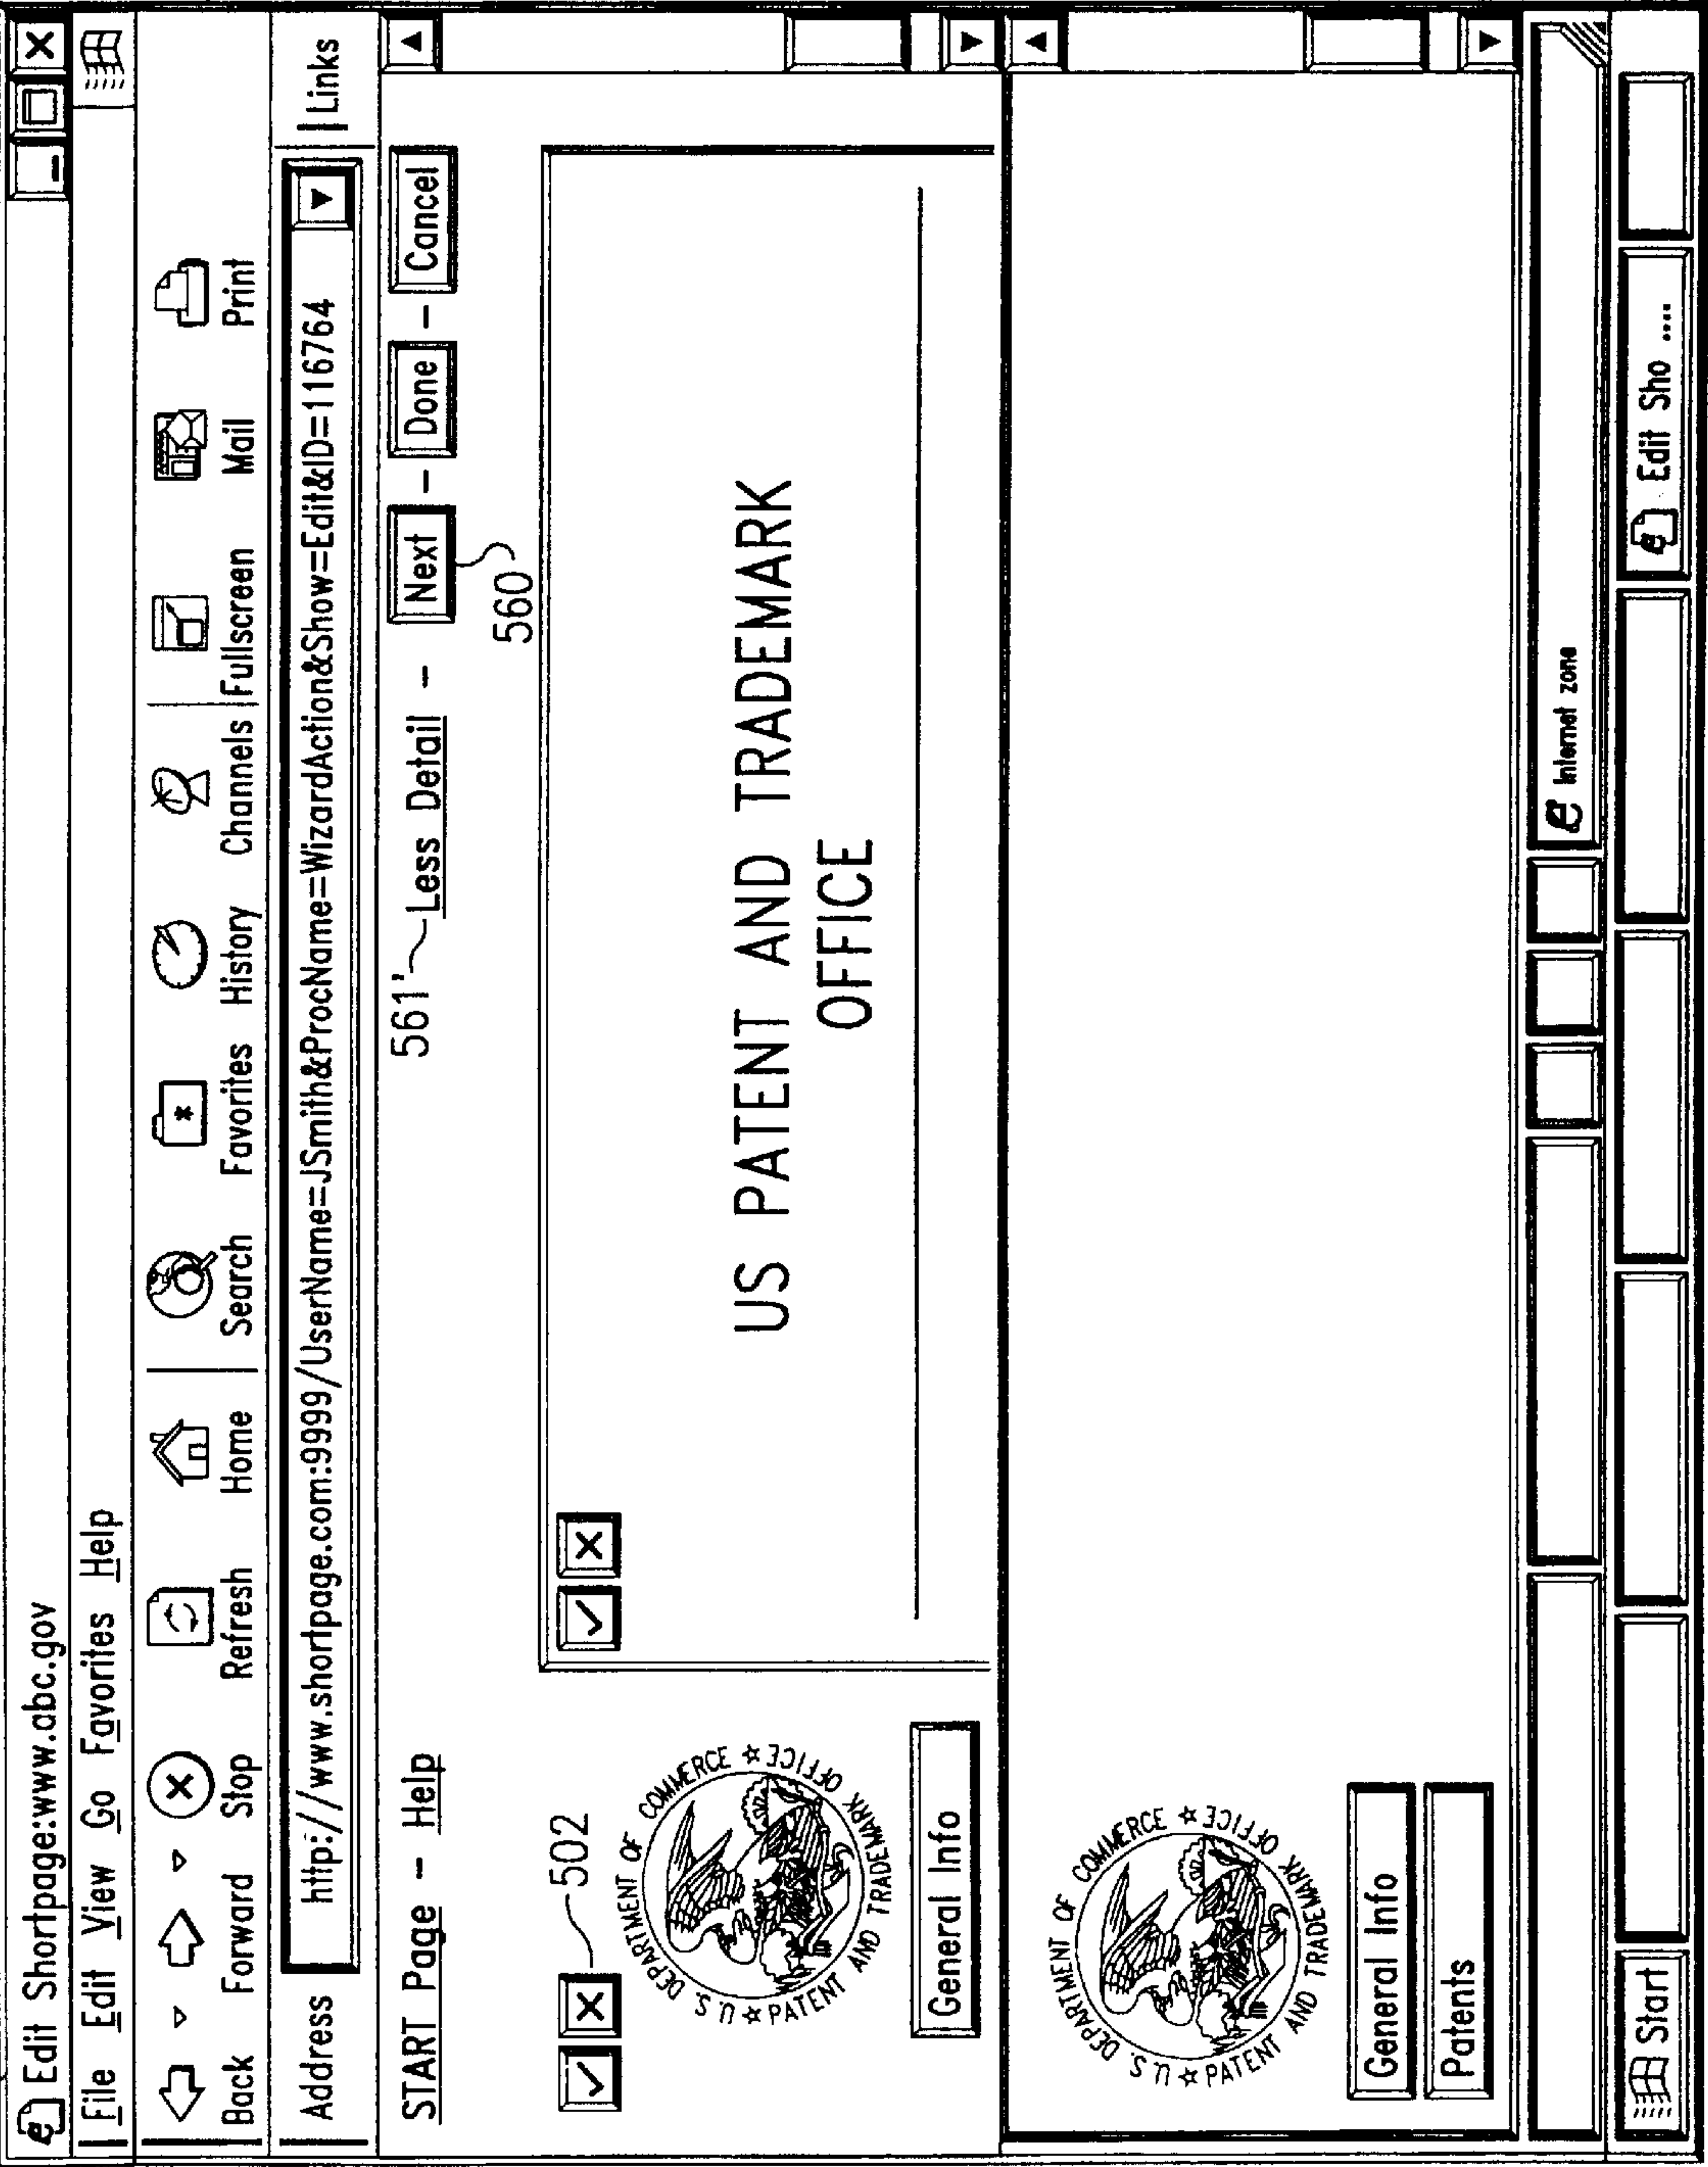 Edit Shortpage:www.abc.gov
File Edit View Go Favorites Help
Back Forward Stop Refresh Home Search Favorites History Channels Fullscreen Mail Print
Address http://www.shortpage.com:9999/UserName=JSmith&ProcName=WizardAction&Show=Edit&ID=116764 Links
START Page - Help 561' Less Detail - Next - Done - Cancel
560
502
U.S. DEPARTMENT OF COMMERCE ☆ PATENT AND TRADEMARK OFFICE ☆
US PATENT AND TRADEMARK
OFFICE
General Info
U.S. DEPARTMENT OF COMMERCE ☆ PATENT AND TRADEMARK OFFICE ☆
General Info
Patents
Internet zone
Start Edit Sho ....